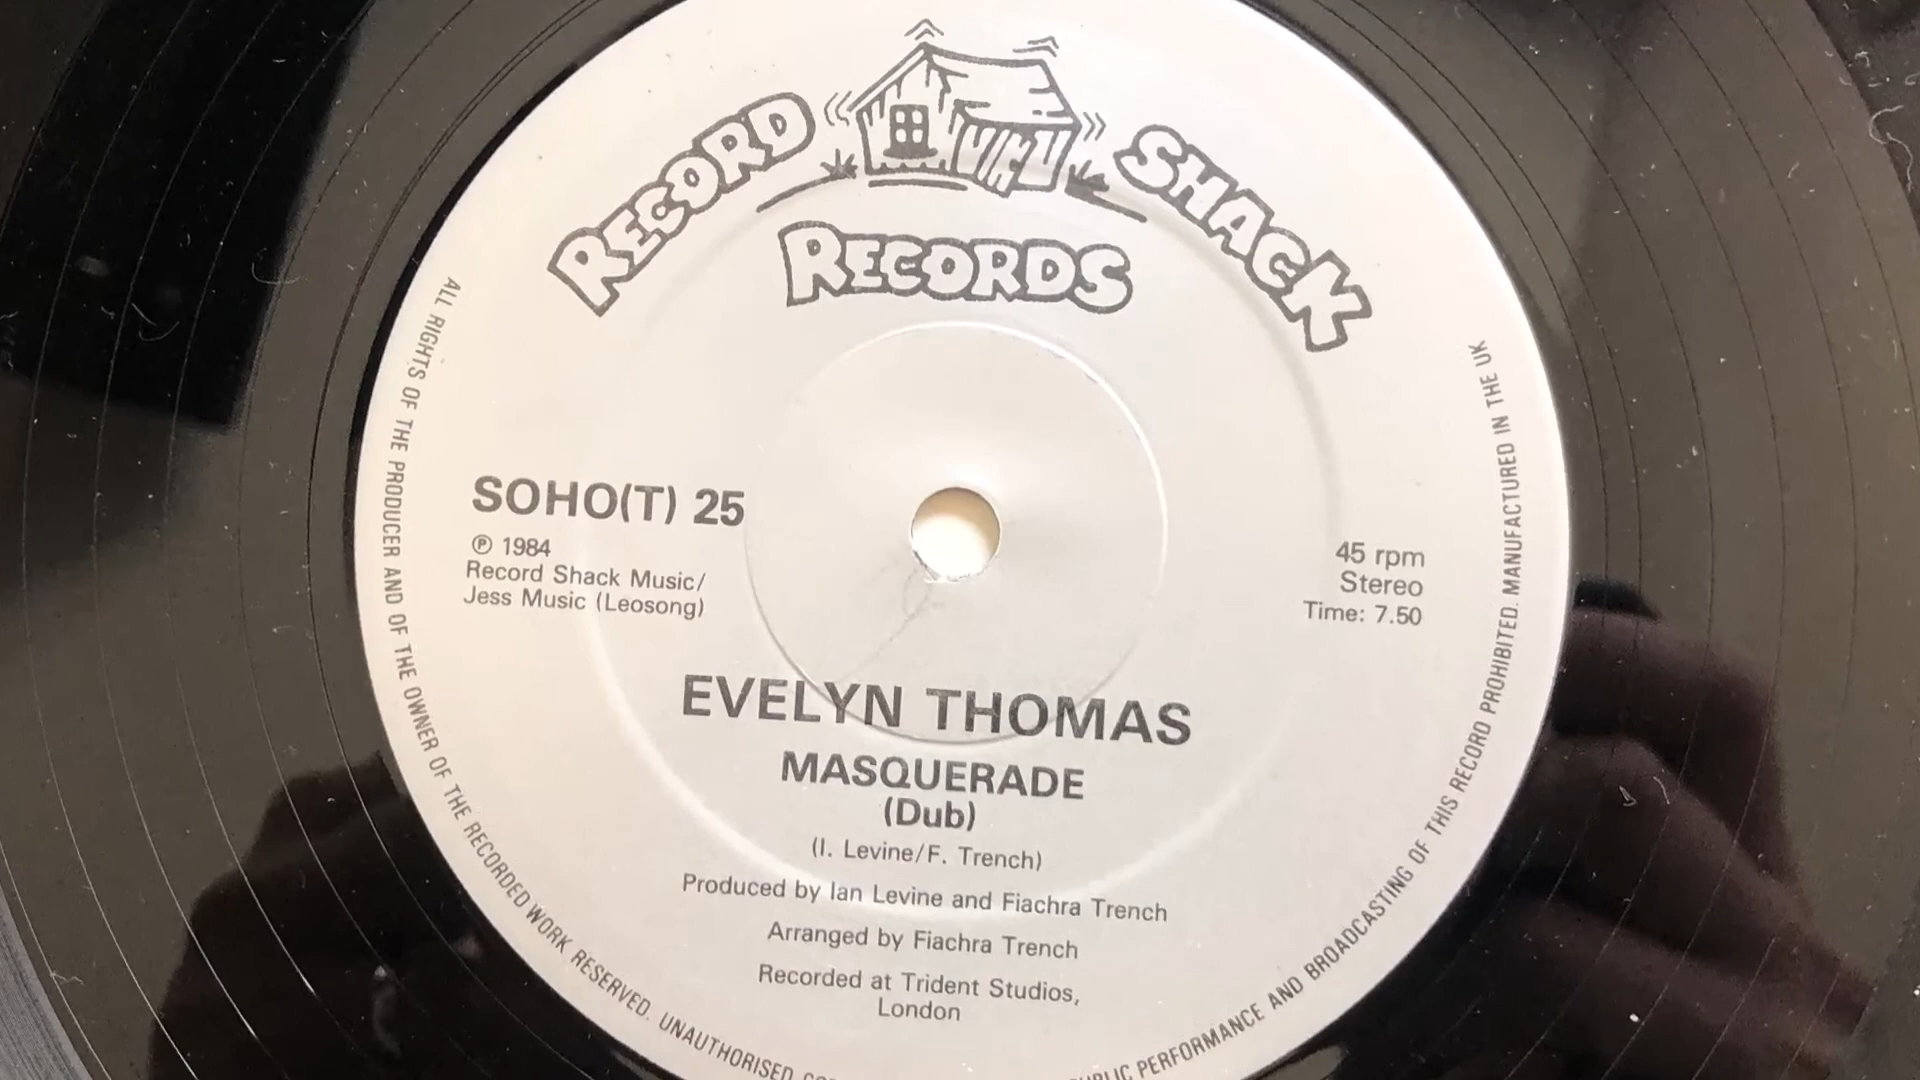 RECORD SHACK
RECORDS
SOHO(T) 25
℗ 1984
Record Shack Music/
Jess Music (Leosong)
45 rpm
Stereo
Time: 7.50
EVELYN THOMAS
MASQUERADE
(Dub)
(I. Levine/F. Trench)
Produced by Ian Levine and Fiachra Trench
Arranged by Fiachra Trench
Recorded at Trident Studios,
London
ALL RIGHTS OF THE PRODUCER AND OF THE OWNER OF THE RECORDED WORK RESERVED. UNAUTHORISED PERFORMANCE AND BROADCASTING OF THIS RECORD PROHIBITED. MANUFACTURED IN THE UK